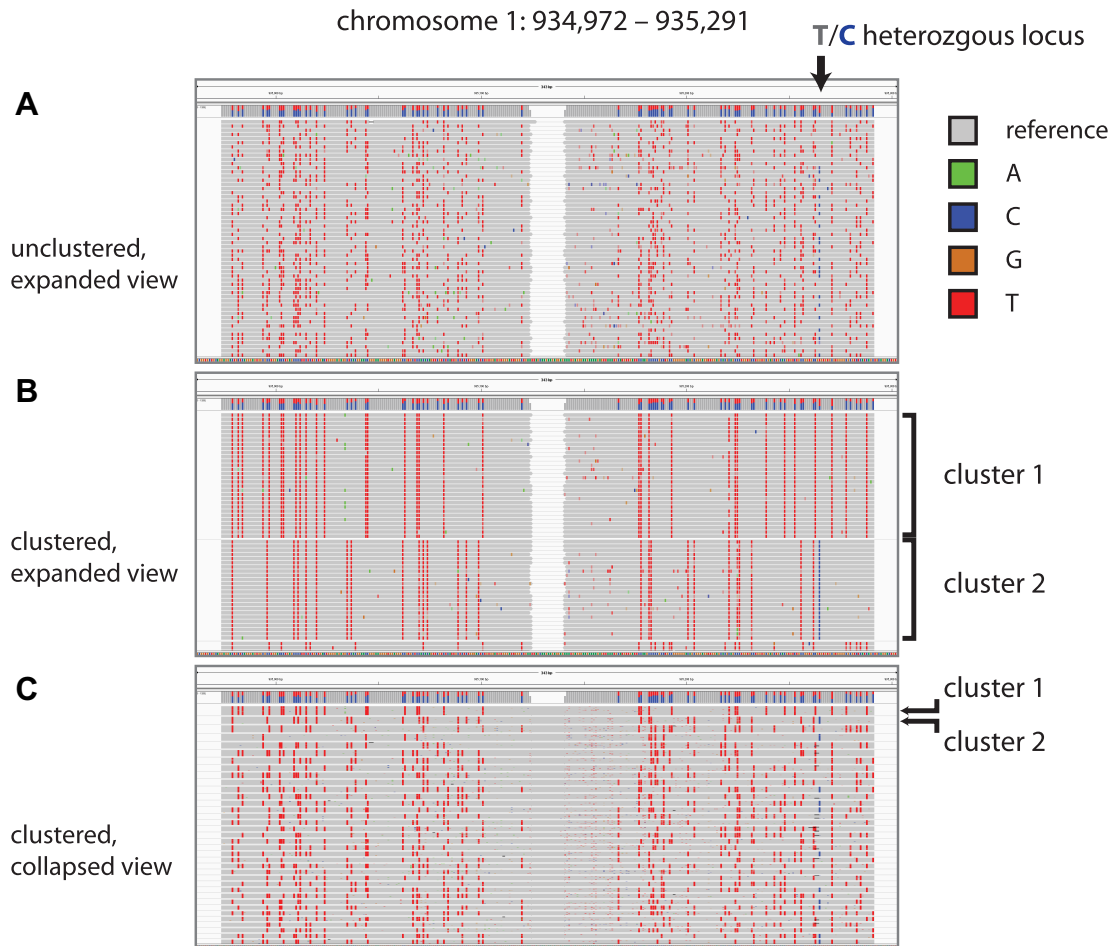 chromosome 1: 934,972 – 935,291
T/C heterozgous locus
A
unclustered,
expanded view
reference
A
C
G
T
B
clustered,
expanded view
cluster 1
cluster 2
C
clustered,
collapsed view
cluster 1
cluster 2